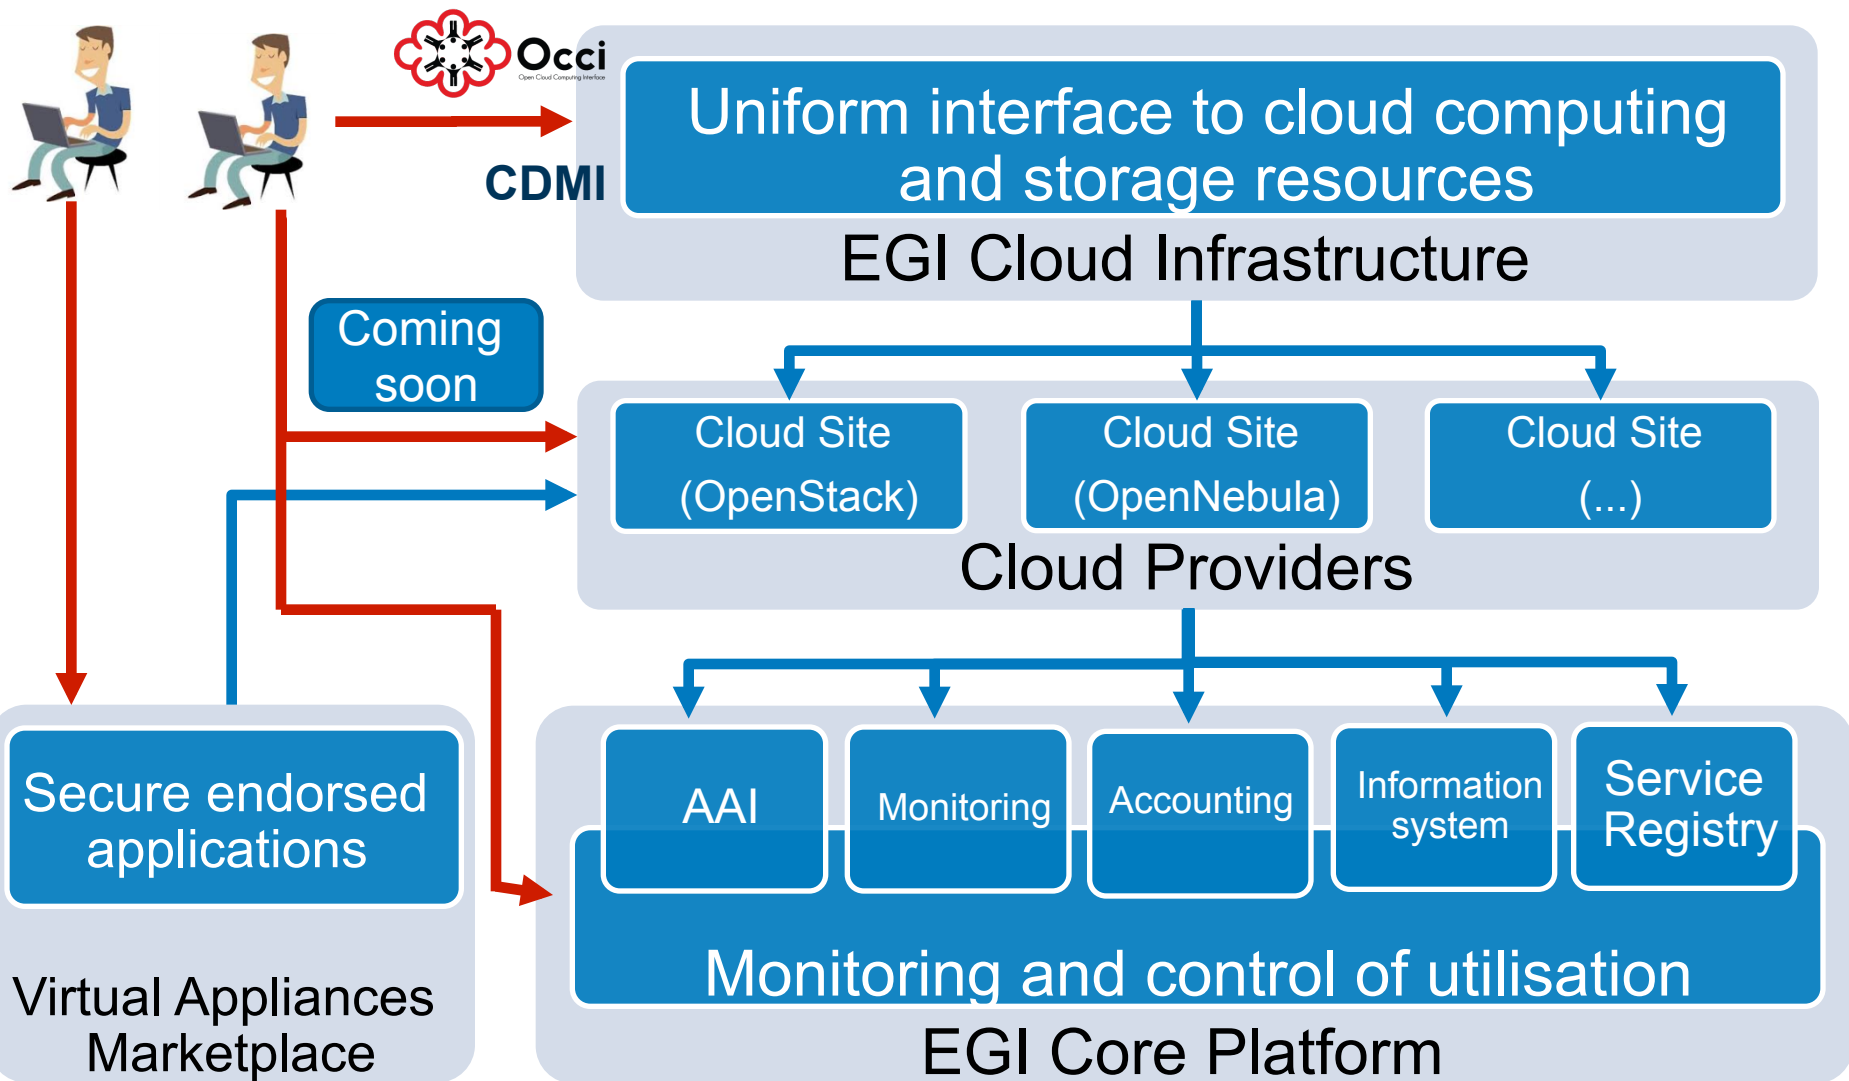 Occi
Open Cloud Computing Interface
CDMI
Uniform interface to cloud computing
and storage resources
EGI Cloud Infrastructure
Coming
soon
Cloud Site
(OpenStack)
Cloud Site
(OpenNebula)
Cloud Site
(...)
Cloud Providers
Secure endorsed
applications
Virtual Appliances
Marketplace
AAI
Monitoring
Accounting
Information
system
Service
Registry
Monitoring and control of utilisation
EGI Core Platform